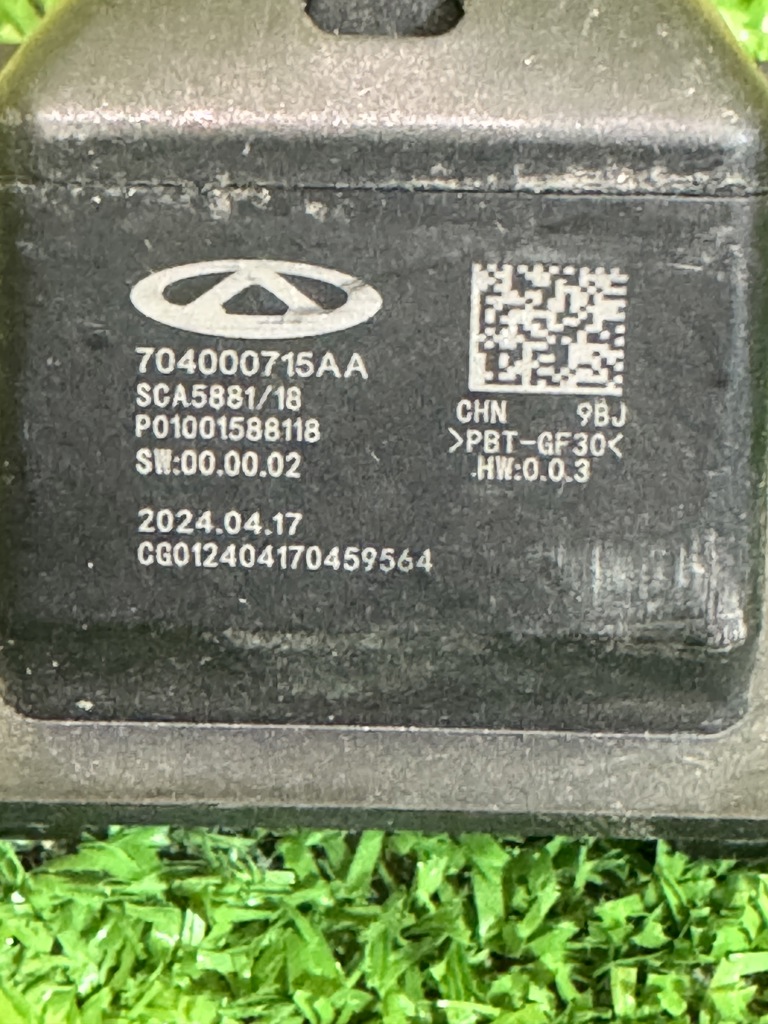 704000715AA
SCA5881/18
P01001588118
SW:00.00.02
2024.04.17
CG012404170459564
CHN 9BJ
>PBT-GF30<
HW:0.0.3